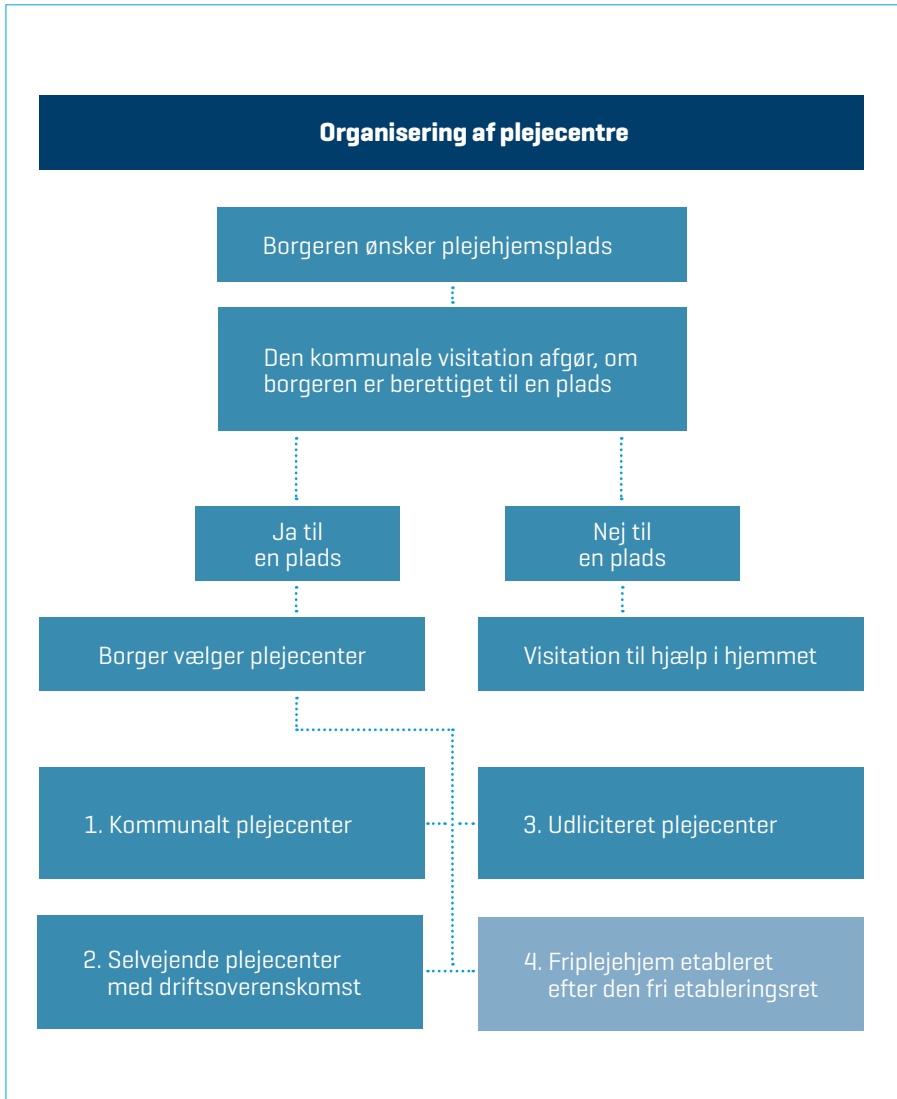 Organisering af plejecentre
Borgeren ønsker plejehjemsplads
Den kommunale visitation afgør, om
borgeren er berettiget til en plads
Ja til
en plads
Nej til
en plads
Borger vælger plejecenter
Visitation til hjælp i hjemmet
1. Kommunalt plejecenter
3. Udliciteret plejecenter
2. Selvejende plejecenter
med driftsoverenskomst
4. Friplejehjem etableret
efter den fri etableringsret